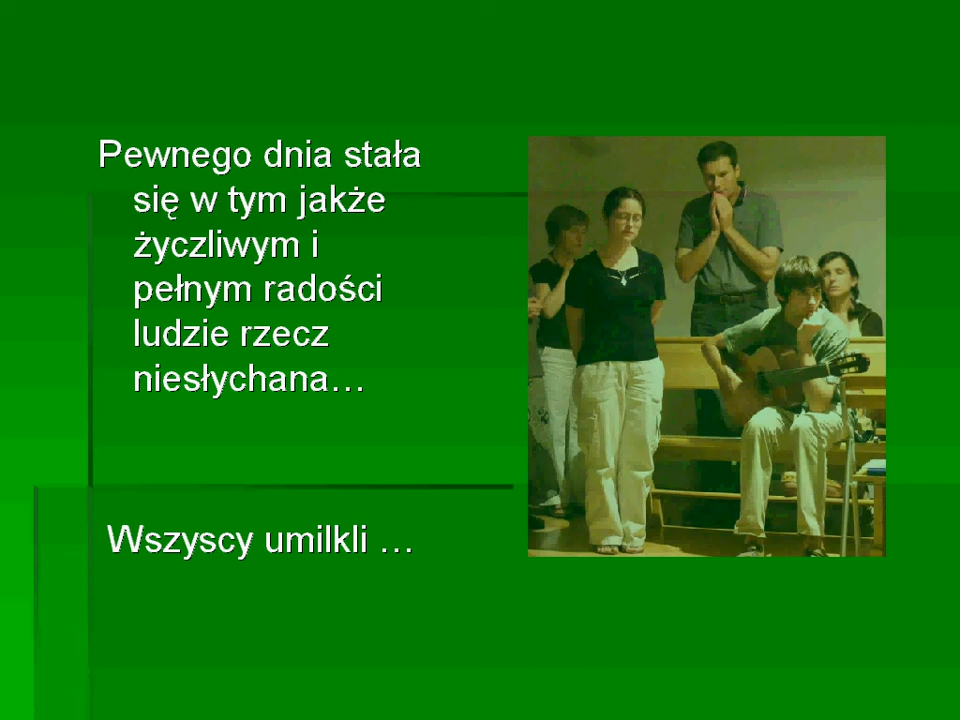 Pewnego dnia stała
się w tym jakże
życzliwym i
pełnym radości
ludzie rzecz
niesłychana…
Wszyscy umilkli …